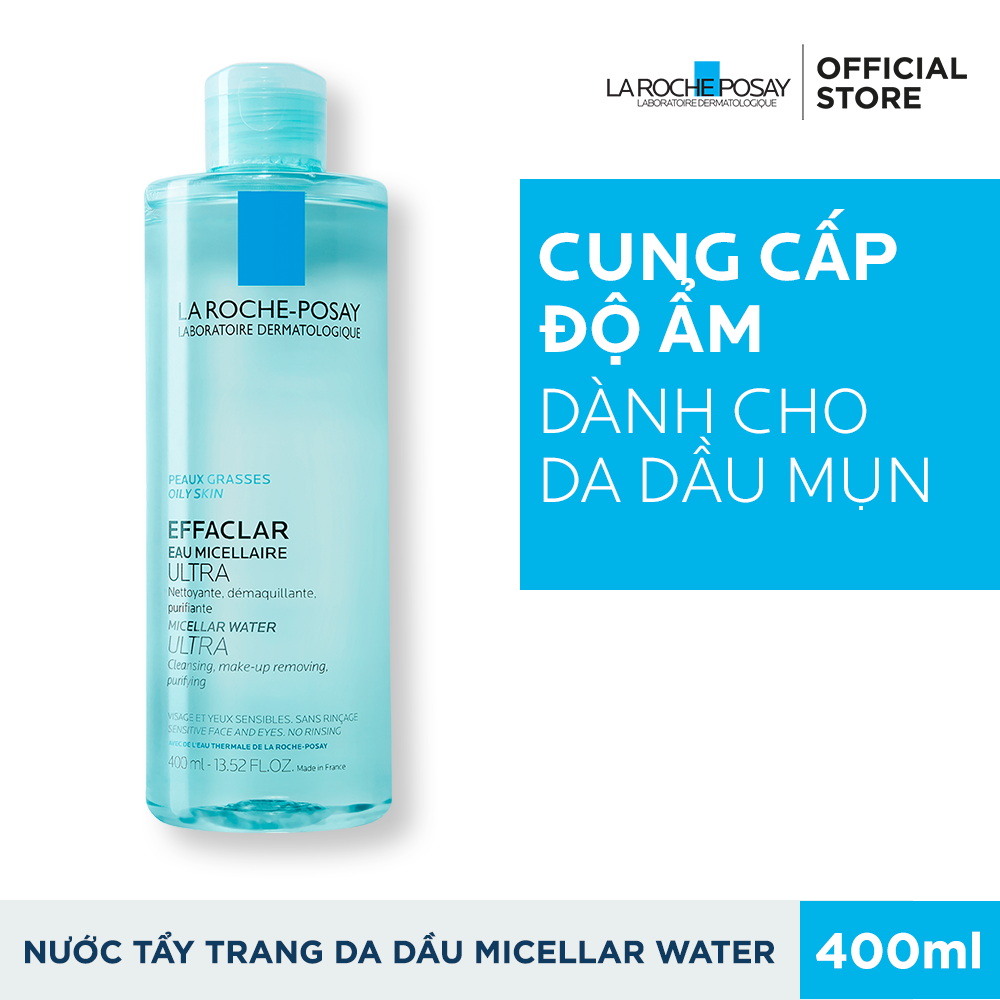 LA ROCHE POSAY
LABORATOIRE DERMATOLOGIQUE
OFFICIAL
STORE
LA ROCHE-POSAY
LABORATOIRE DERMATOLOGIQUE
PEAUX GRASSES
OILY SKIN
EFFACLAR
EAU MICELLAIRE
ULTRA
Nettoyante, démaquillante,
purifiante
MICELLAR WATER
ULTRA
Cleansing, make-up removing,
purifying
VISAGE ET YEUX SENSIBLES. SANS RINÇAGE
SENSITIVE FACE AND EYES. NO RINSING
AVEC DE L'EAU THERMALE DE LA ROCHE-POSAY
400 ml - 13.52 FL.OZ. Made in France
CUNG CẤP
ĐỘ ẨM
DÀNH CHO
DA DẦU MỤN
NƯỚC TẨY TRANG DA DẦU MICELLAR WATER
400ml